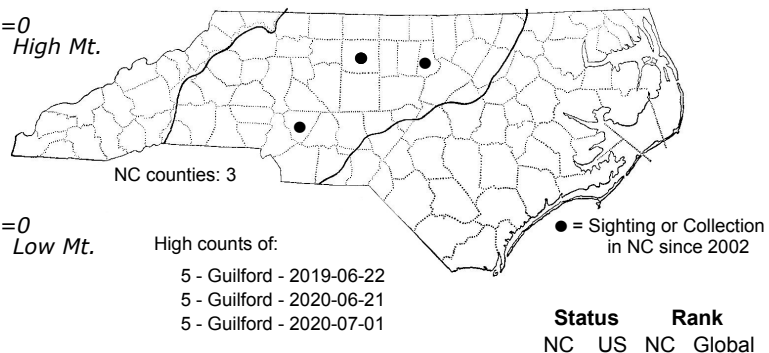 =0
High Mt.
NC counties: 3
=0
Low Mt.
High counts of:
5 - Guilford - 2019-06-22
5 - Guilford - 2020-06-21
5 - Guilford - 2020-07-01
● = Sighting or Collection
in NC since 2002
Status Rank
NC US NC Global